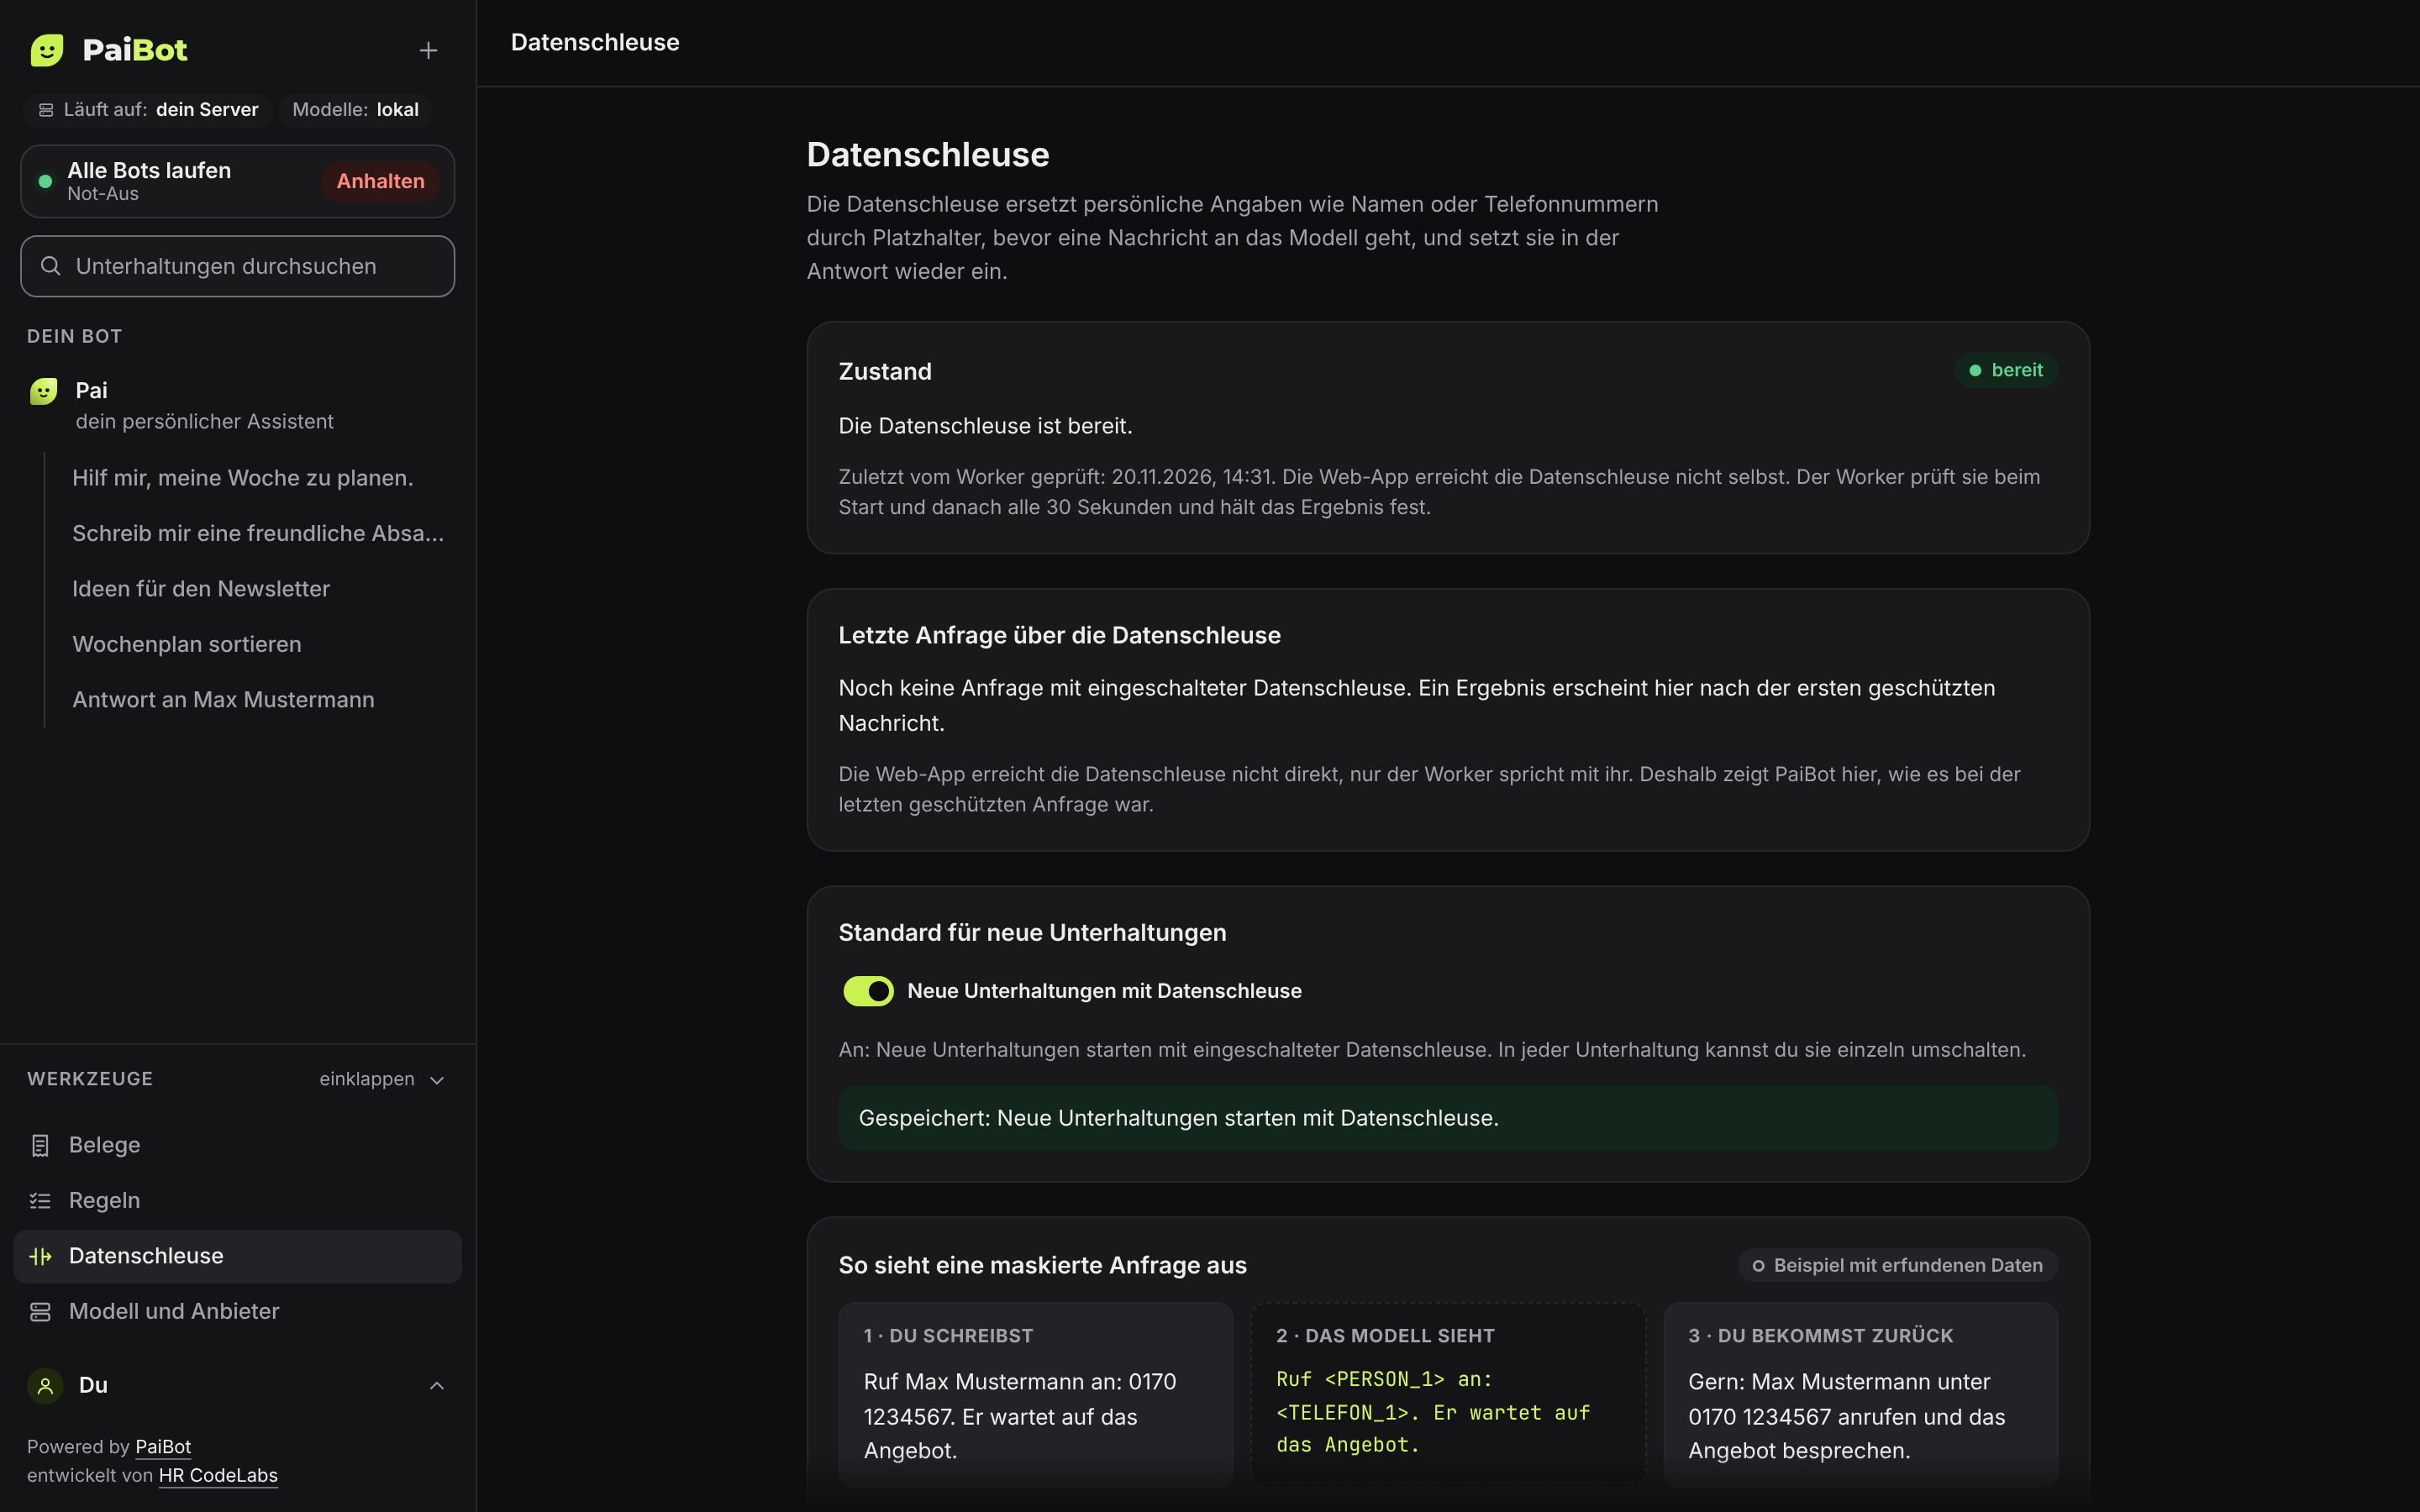 PaiBot
Läuft auf: dein Server
Modelle: lokal
Alle Bots laufen
Not-Aus
Anhalten
Unterhaltungen durchsuchen
DEIN BOT
Pai
dein persönlicher Assistent
Hilf mir, meine Woche zu planen.
Schreib mir eine freundliche Absa...
Ideen für den Newsletter
Wochenplan sortieren
Antwort an Max Mustermann
WERKZEUGE
einklappen
Belege
Regeln
Datenschleuse
Modell und Anbieter
Du
Powered by PaiBot
entwickelt von HR CodeLabs
Datenschleuse
Datenschleuse
Die Datenschleuse ersetzt persönliche Angaben wie Namen oder Telefonnummern
durch Platzhalter, bevor eine Nachricht an das Modell geht, und setzt sie in der
Antwort wieder ein.
Zustand
bereit
Die Datenschleuse ist bereit.
Zuletzt vom Worker geprüft: 20.11.2026, 14:31. Die Web-App erreicht die Datenschleuse nicht selbst. Der Worker prüft sie beim
Start und danach alle 30 Sekunden und hält das Ergebnis fest.
Letzte Anfrage über die Datenschleuse
Noch keine Anfrage mit eingeschalteter Datenschleuse. Ein Ergebnis erscheint hier nach der ersten geschützten
Nachricht.
Die Web-App erreicht die Datenschleuse nicht direkt, nur der Worker spricht mit ihr. Deshalb zeigt PaiBot hier, wie es bei der
letzten geschützten Anfrage war.
Standard für neue Unterhaltungen
Neue Unterhaltungen mit Datenschleuse
An: Neue Unterhaltungen starten mit eingeschalteter Datenschleuse. In jeder Unterhaltung kannst du sie einzeln umschalten.
Gespeichert: Neue Unterhaltungen starten mit Datenschleuse.
So sieht eine maskierte Anfrage aus
Beispiel mit erfundenen Daten
1 · DU SCHREIBST
Ruf Max Mustermann an: 0170
1234567. Er wartet auf das
Angebot.
2 · DAS MODELL SIEHT
Ruf <PERSON_1> an:
<TELEFON_1>. Er wartet auf
das Angebot.
3 · DU BEKOMMST ZURÜCK
Gern: Max Mustermann unter
0170 1234567 anrufen und das
Angebot besprechen.